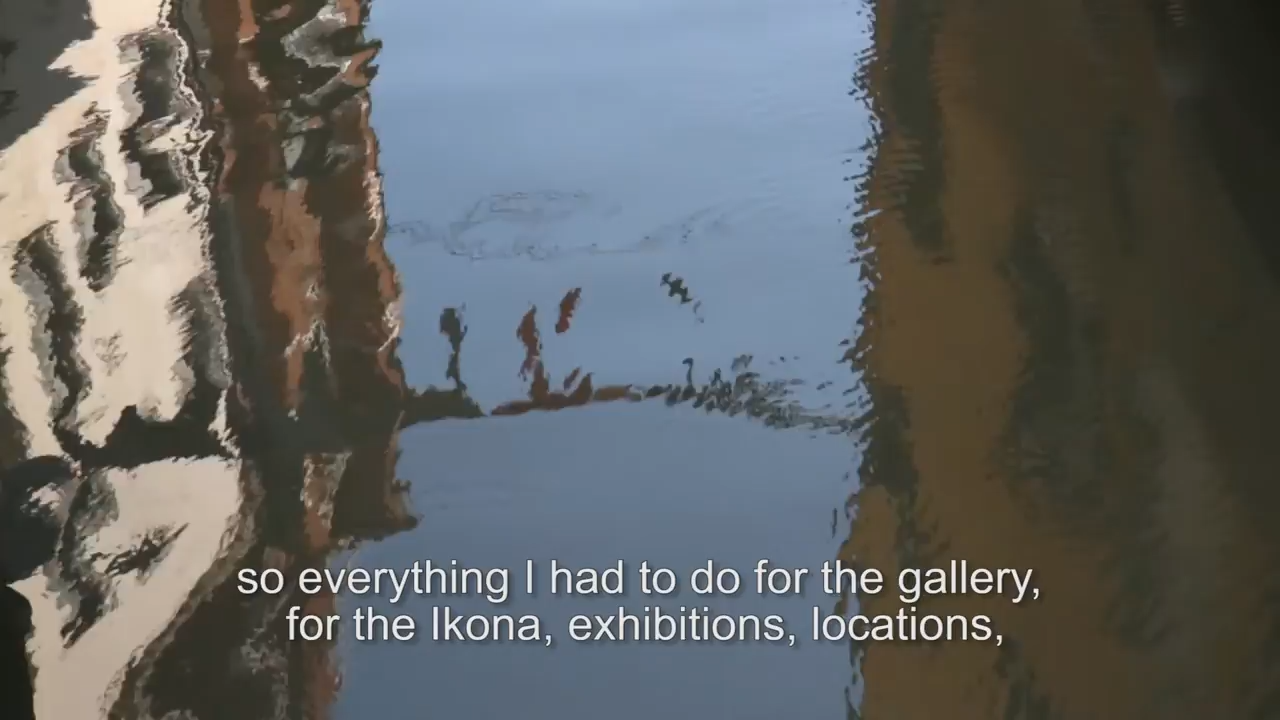 so everything I had to do for the gallery,
for the Ikona, exhibitions, locations,